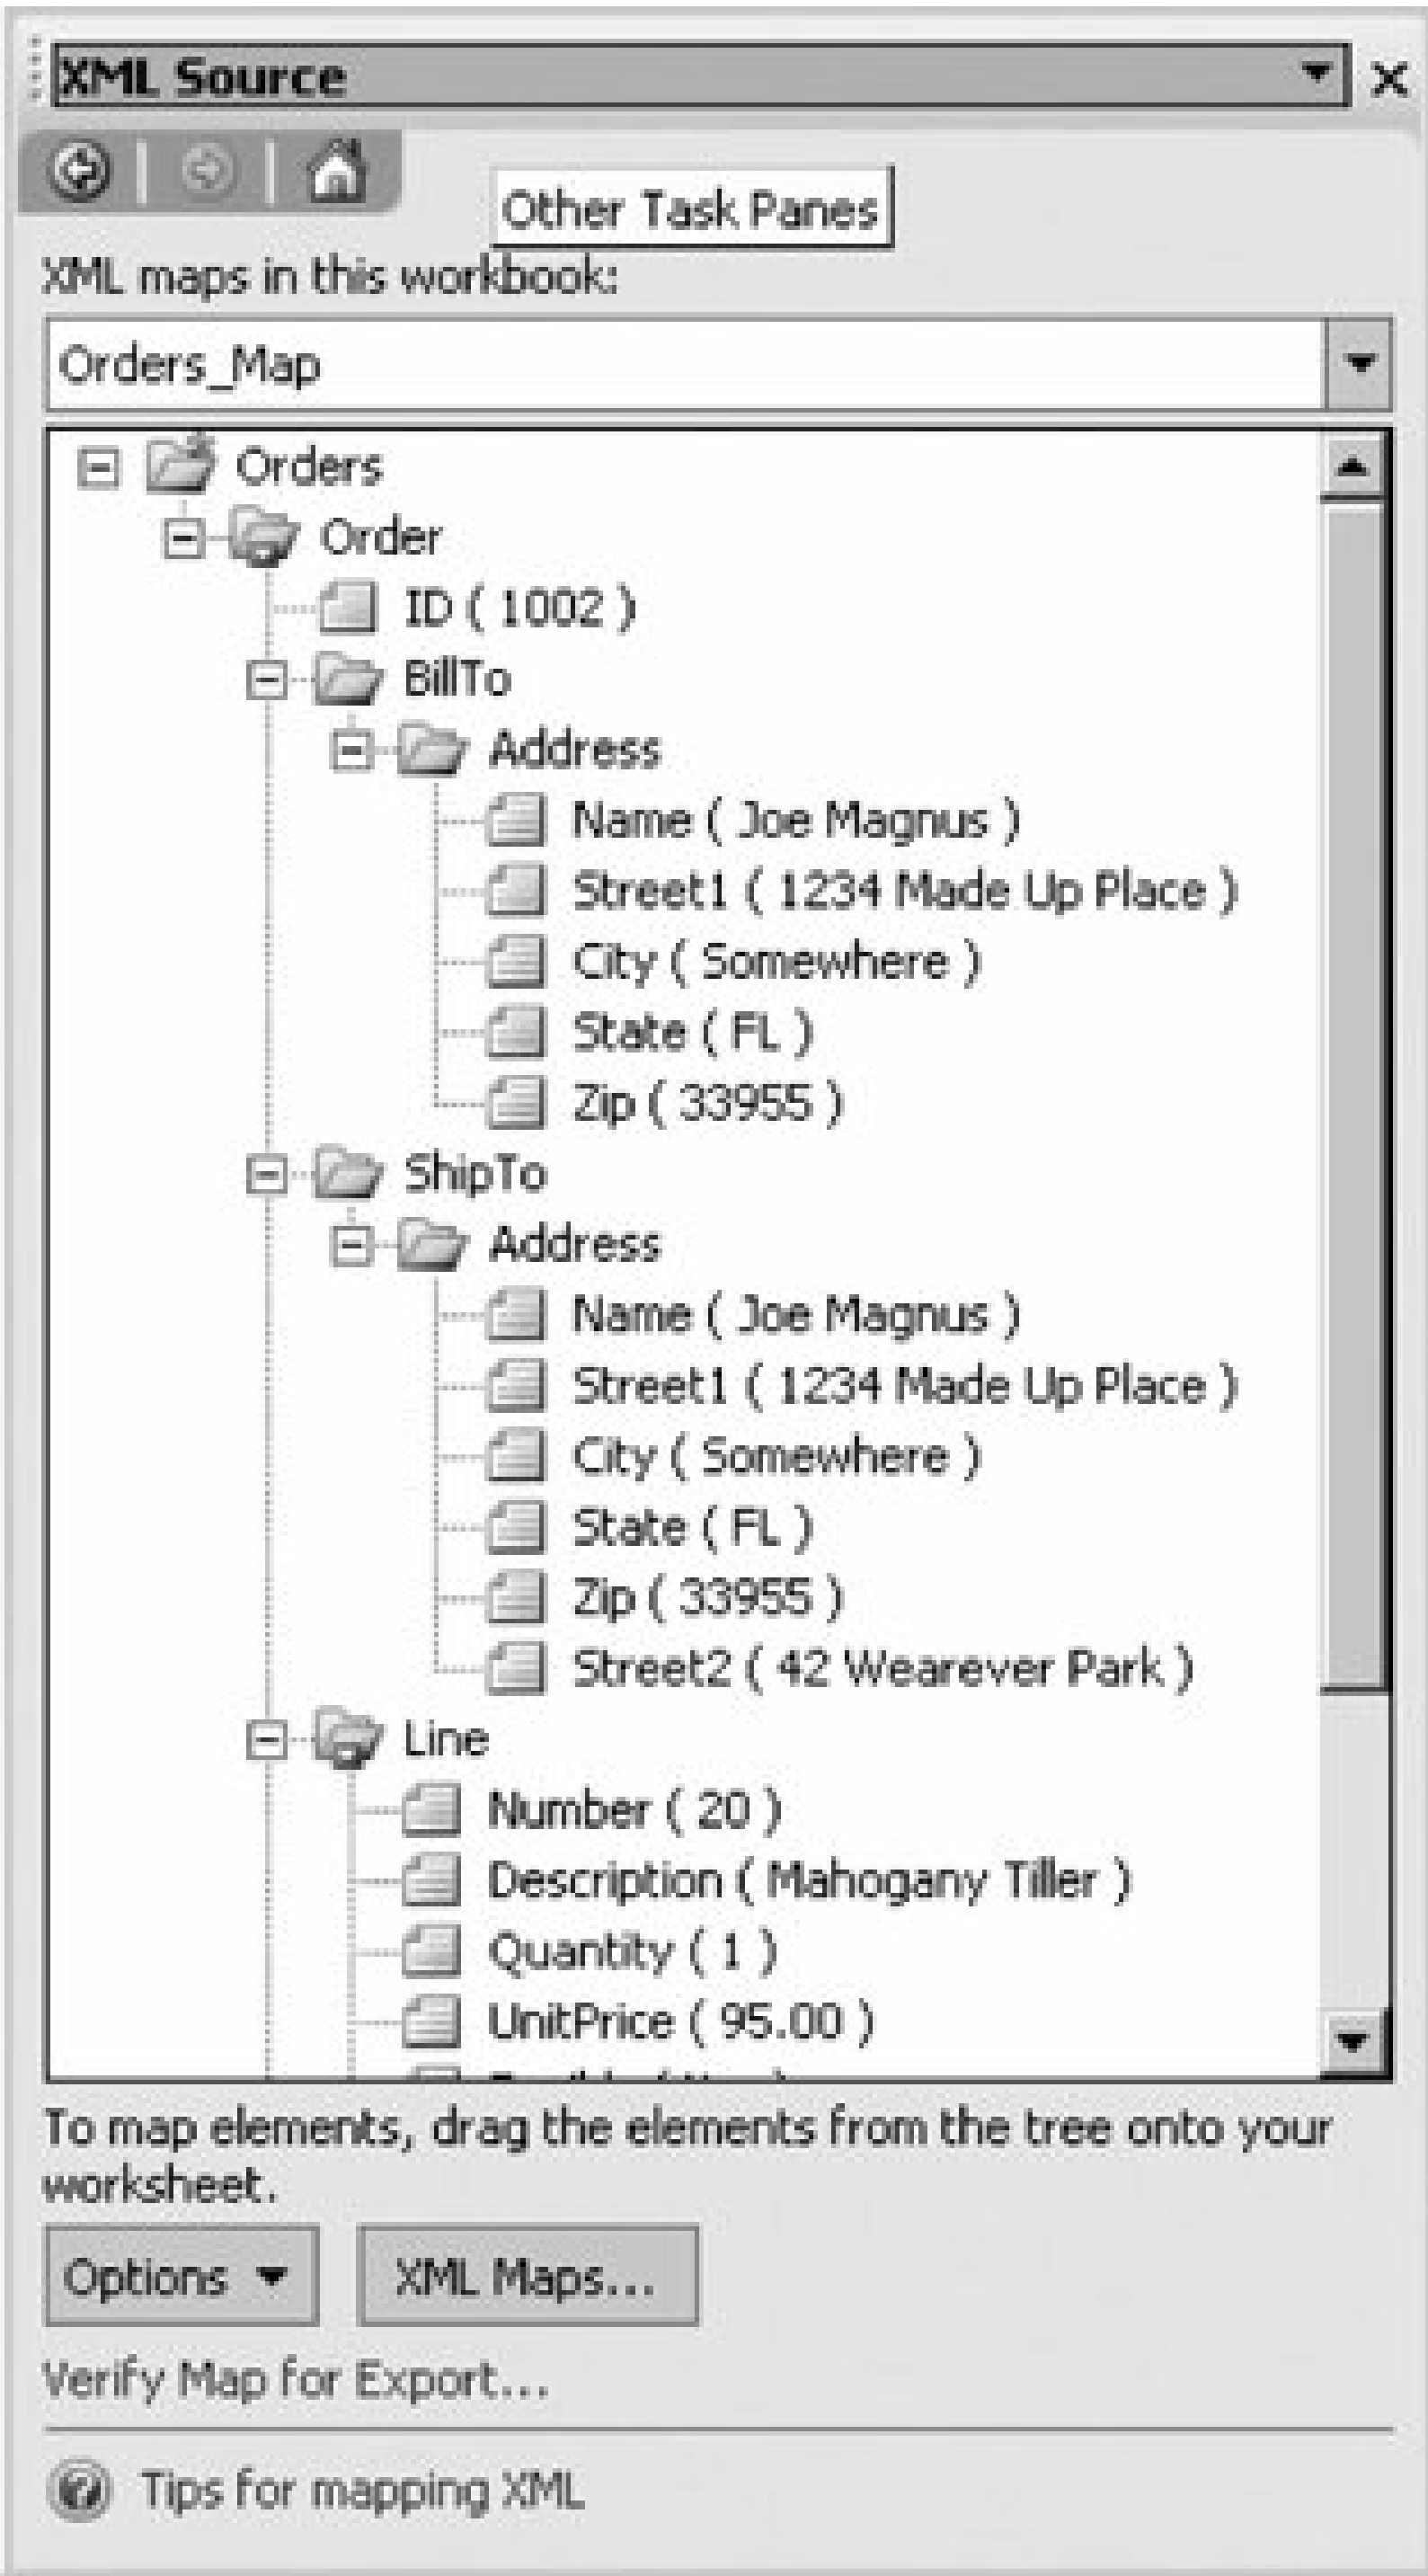 XML Source
Other Task Panes
XML maps in this workbook:
Orders_Map
Orders
Order
ID ( 1002 )
BillTo
Address
Name ( Joe Magnus )
Street1 ( 1234 Made Up Place )
City ( Somewhere )
State ( FL )
Zip ( 33955 )
ShipTo
Address
Name ( Joe Magnus )
Street1 ( 1234 Made Up Place )
City ( Somewhere )
State ( FL )
Zip ( 33955 )
Street2 ( 42 Wearever Park )
Line
Number ( 20 )
Description ( Mahogany Tiller )
Quantity ( 1 )
UnitPrice ( 95.00 )
To map elements, drag the elements from the tree onto your
worksheet.
Options
XML Maps...
Verify Map for Export...
Tips for mapping XML